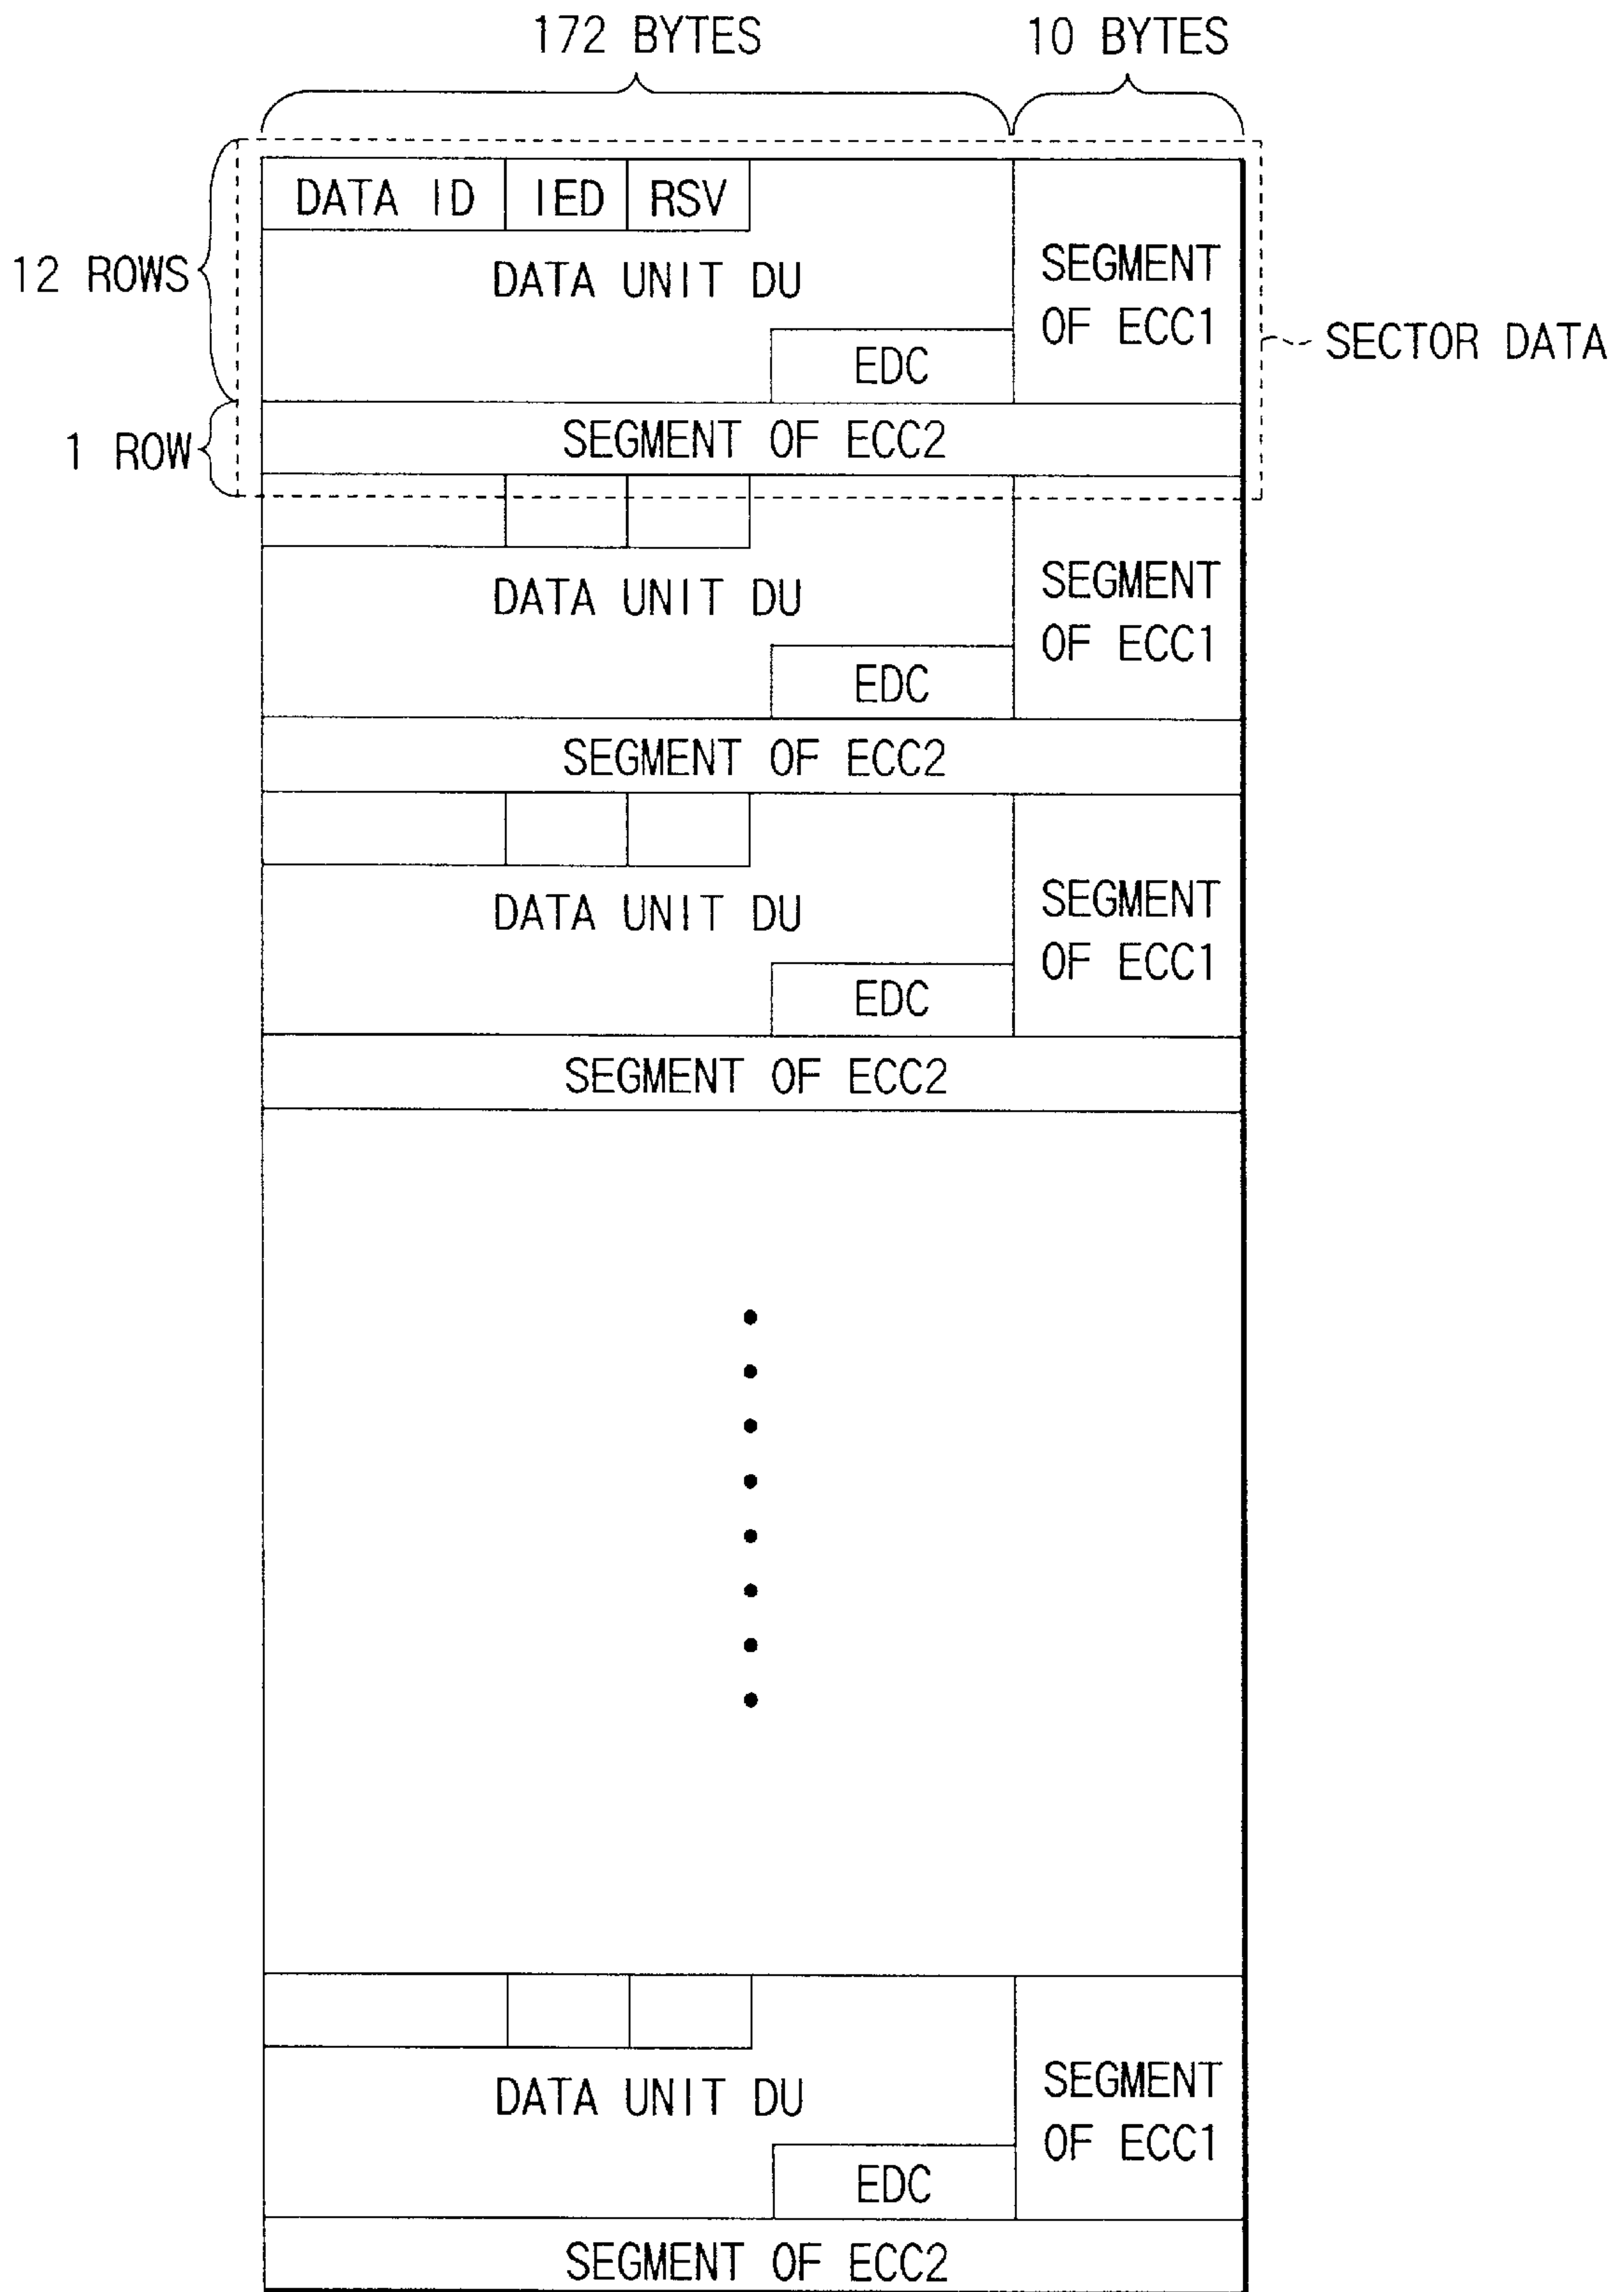 172 BYTES
10 BYTES
DATA ID
IED
RSV
12 ROWS
DATA UNIT DU
SEGMENT
OF ECC1
SECTOR DATA
EDC
1 ROW
SEGMENT OF ECC2
DATA UNIT DU
SEGMENT
OF ECC1
EDC
SEGMENT OF ECC2
DATA UNIT DU
SEGMENT
OF ECC1
EDC
SEGMENT OF ECC2
DATA UNIT DU
SEGMENT
OF ECC1
EDC
SEGMENT OF ECC2